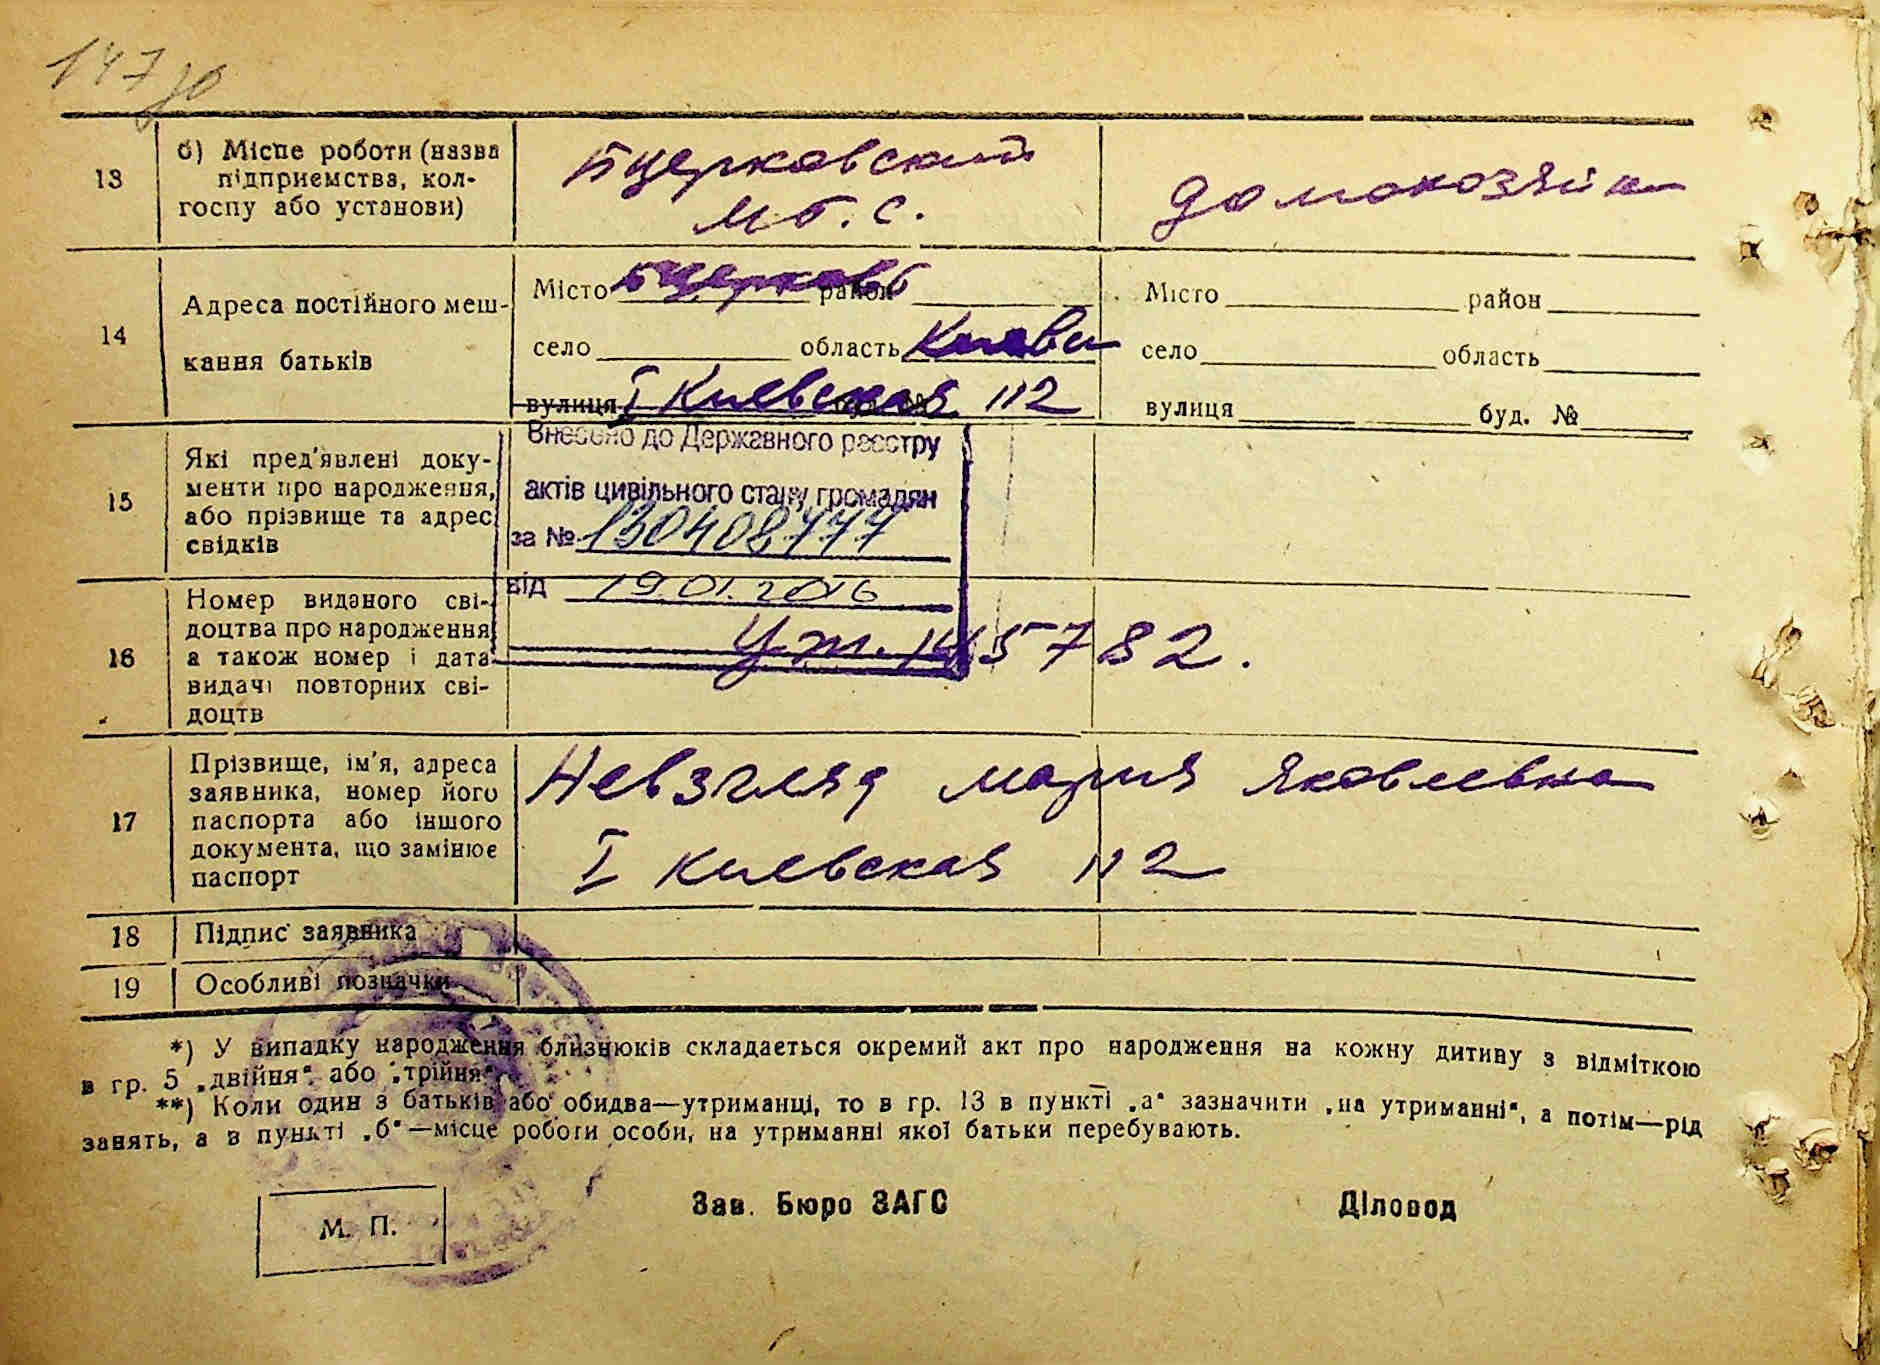 13
б) Місце роботи (назва
підприемства, кол-
госпу або установи)
Бцерковский
М б. с.
домохозяйка
14
Адреса постійного меш-
кання батьків
Місто Бцерковь район
село область Киевск
вулиця І Киевская 112
Місто район
село область
вулиця буд. №
15
Які пред'явлені доку-
менти про народження,
або прізвище та адрес
свідків
Внесено до Державного реєстру
актів цивільного стану громадян
за № 130408777
від 19.01.2016
16
Номер виданого сві-
доцтва про народження
а також номер і дата
видачі повторних сві-
доцтв
УЖ. 145782.
17
Прізвище, ім'я, адреса
заявника, номер його
паспорта або іншого
документа, що замінює
паспорт
Невзгляд Мария Яковлевна
І Киевская 112
18
Підпис заявника
19
Особливі позначки
*) У випадку народження близнюків складається окремий акт про народження на кожну дитину з відміткою
в гр. 5 „двійня“ або „трійня“.
**) Коли один з батьків або обидва—утриманці, то в гр. 13 в пункті „а“ зазначити „на утриманні“, а потім—рід
занять, а в пункті „б“—місце роботи особи, на утриманні якої батьки перебувають.
М. П.
Зав. Бюро ЗАГС
Діловод